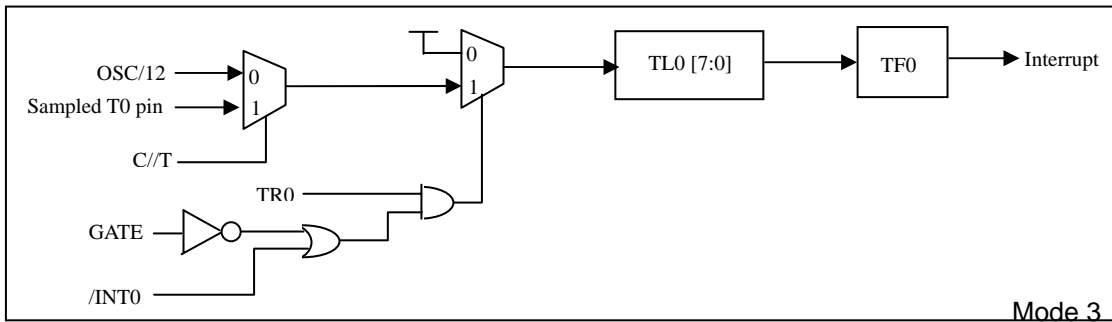 OSC/12
Sampled T0 pin
C//T
0
1
0
1
TL0 [7:0]
TF0
Interrupt
TR0
GATE
/INT0
Mode 3